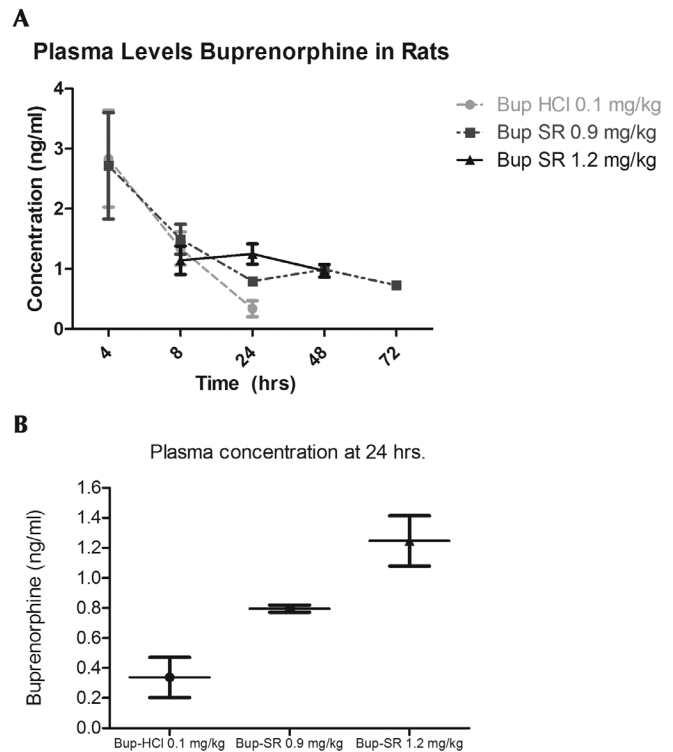 A
Plasma Levels Buprenorphine in Rats
4
3
2
1
0
Concentration (ng/ml)
4
8
24
48
72
Time (hrs)
Bup HCl 0.1 mg/kg
Bup SR 0.9 mg/kg
Bup SR 1.2 mg/kg
B
Plasma concentration at 24 hrs.
1.6
1.4
1.2
1.0
0.8
0.6
0.4
0.2
0.0
Buprenorphine (ng/ml)
Bup-HCl 0.1 mg/kg
Bup-SR 0.9 mg/kg
Bup-SR 1.2 mg/kg